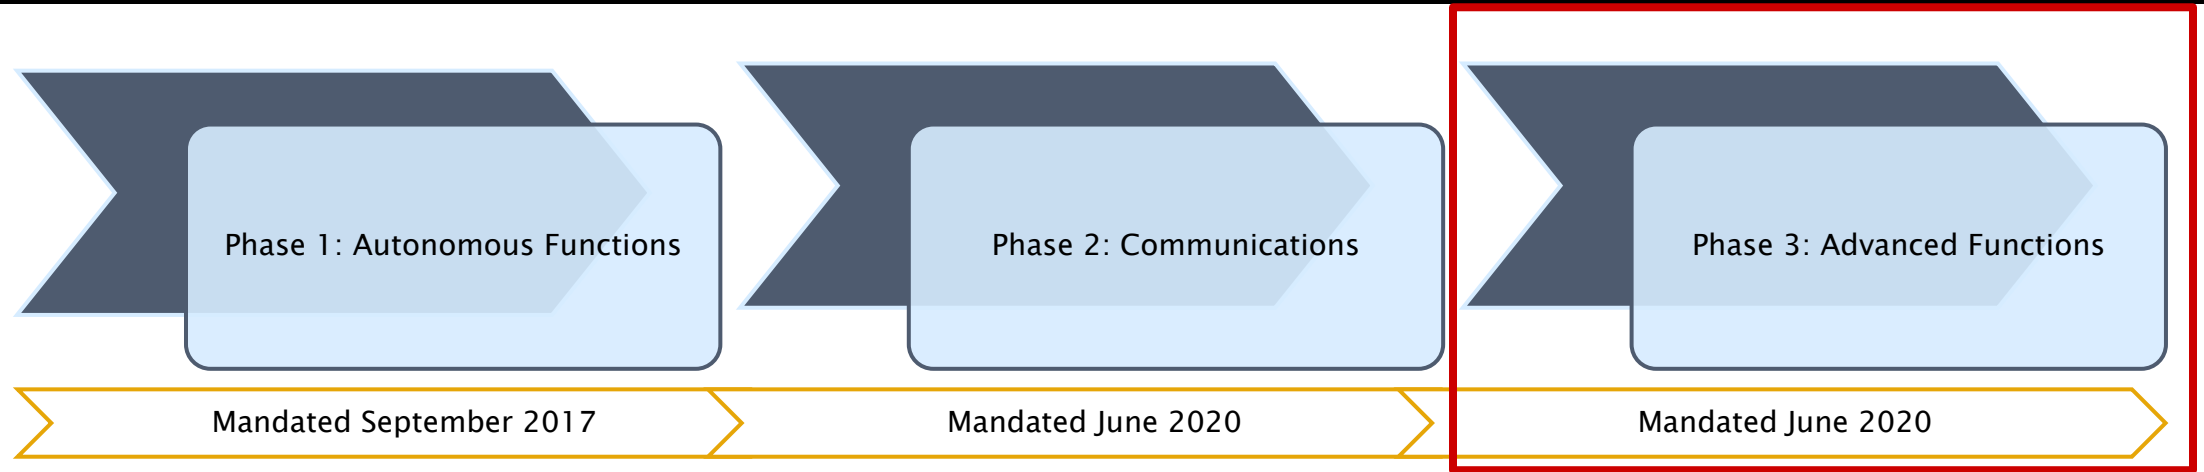 Phase 1: Autonomous Functions
Phase 2: Communications
Phase 3: Advanced Functions
Mandated September 2017
Mandated June 2020
Mandated June 2020